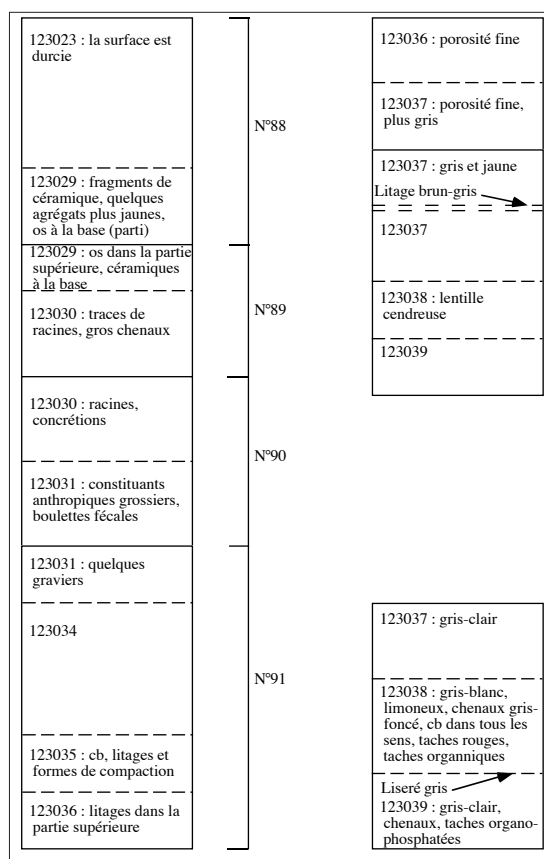 123023 : la surface est
durcie
123029 : fragments de
céramique, quelques
agrégats plus jaunes,
os à la base (parti)
123029 : os dans la partie
supérieure, céramiques
à la base
123030 : traces de
racines, gros chenaux
123030 : racines,
concrétions
123031 : constituants
anthropiques grossiers,
boulettes fécales
123031 : quelques
graviers
123034
123035 : cb, litages et
formes de compaction
123036 : litages dans la
partie supérieure
N°88
N°89
N°90
N°91
123036 : porosité fine
123037 : porosité fine,
plus gris
123037 : gris et jaune
Litage brun-gris
123037
123038 : lentille
cendreuse
123039
123037 : gris-clair
123038 : gris-blanc,
limoneux, chenaux gris-
foncé, cb dans tous les
sens, taches rouges,
taches organniques
Liseré gris
123039 : gris-clair,
chenaux, taches organo-
phosphatées